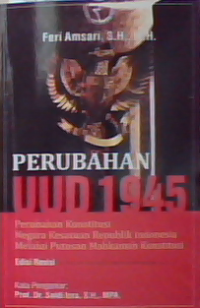 Feri Amsari, S.H., M.H.
PERUBAHAN
UUD 1945
Perubahan Konstitusi
Negara Kesatuan Republik Indonesia
Melalui Putusan Mahkamah Konstitusi
Edisi Revisi
Kata Pengantar:
Prof. Dr. Saldi Isra, S.H., MPA.